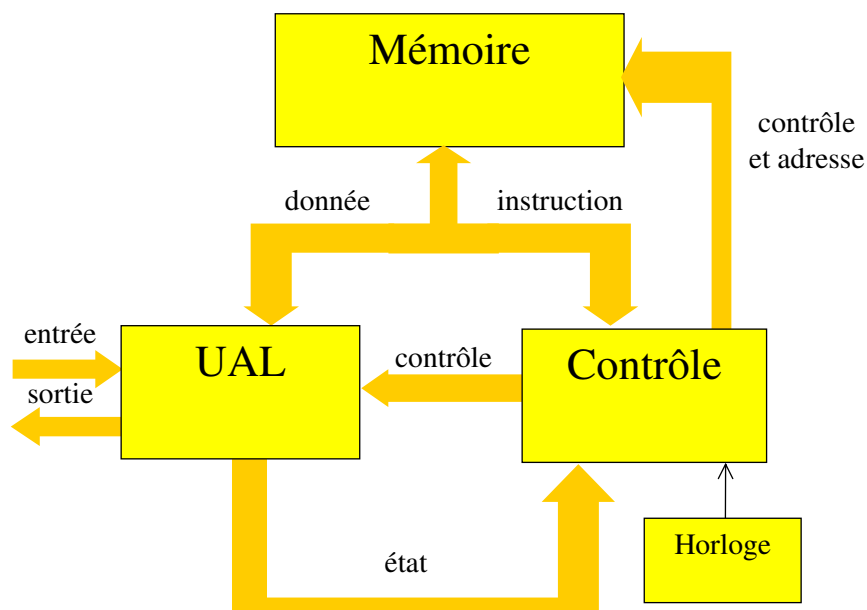 Mémoire
contrôle
et adresse
donnée
instruction
entrée
UAL
contrôle
Contrôle
sortie
Horloge
état